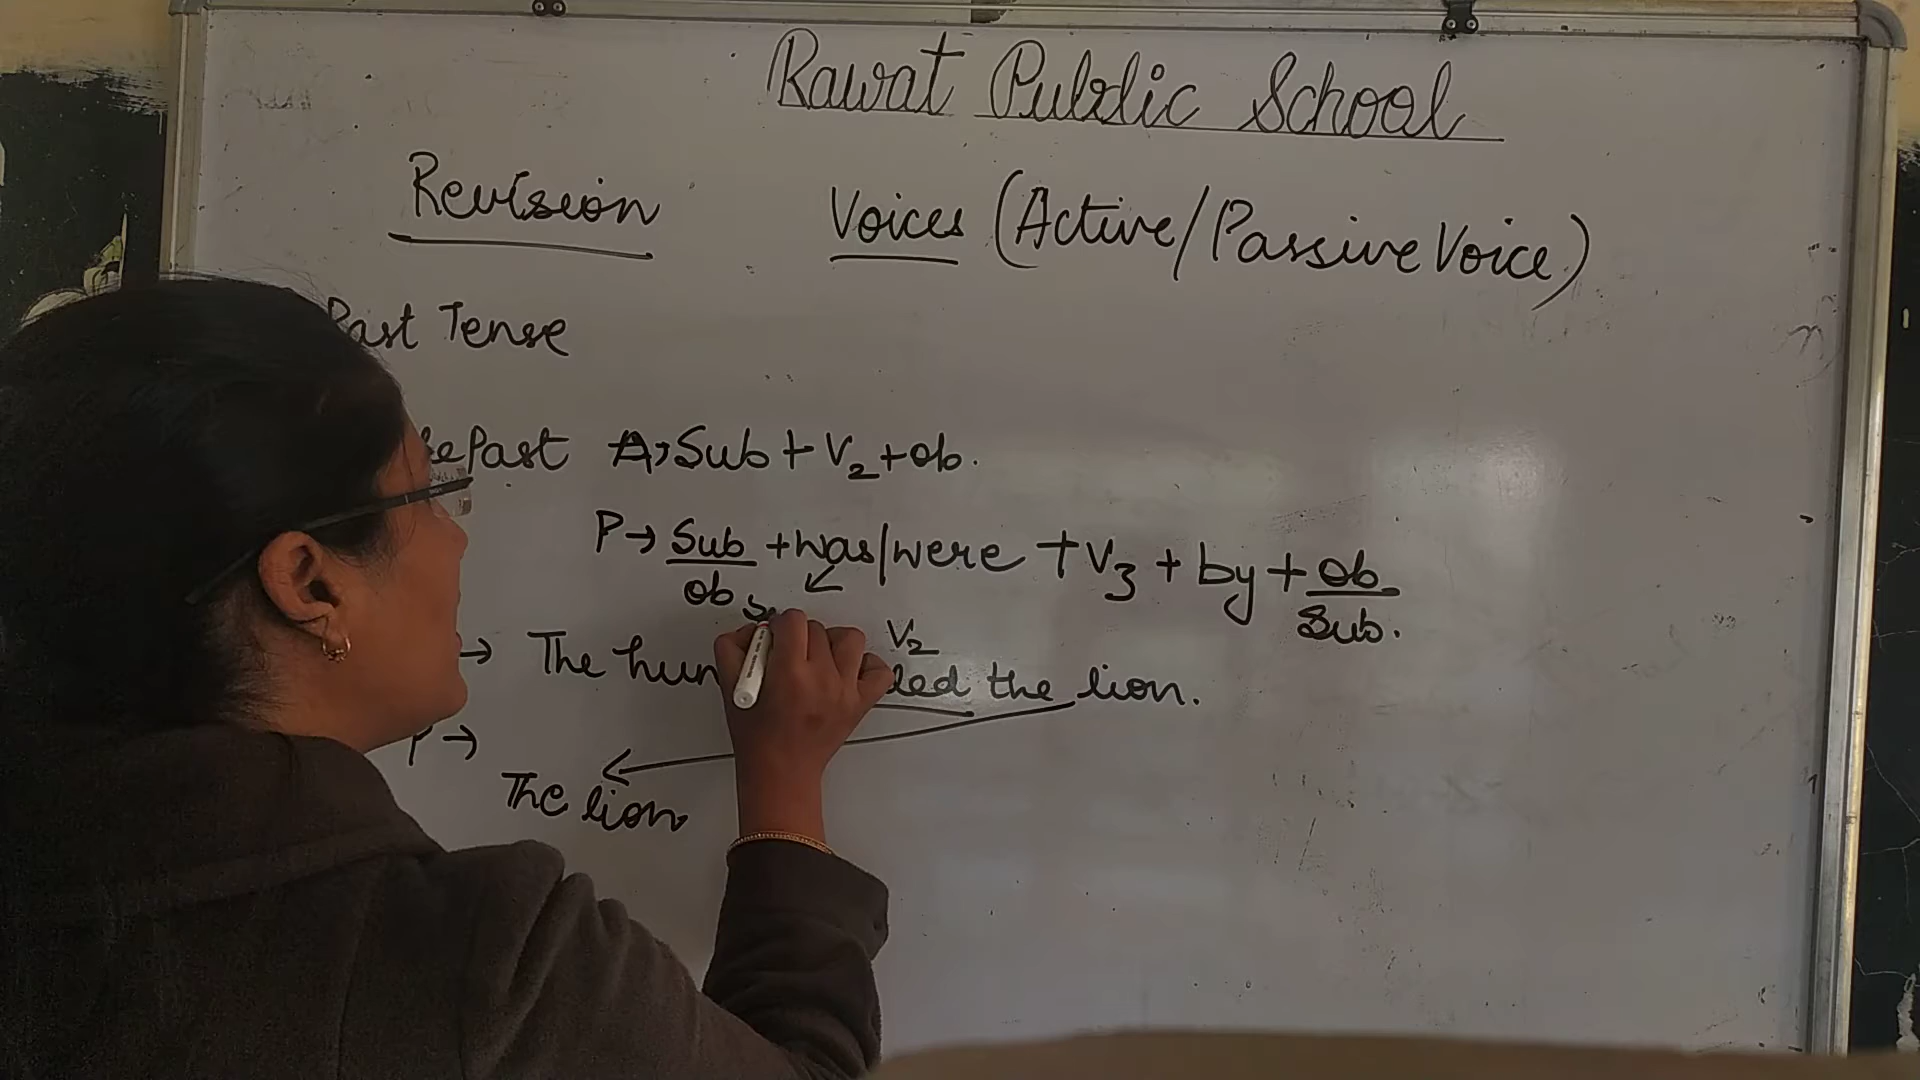 Rawat Public School
Revision Voices (Active/Passive Voice)
Past Tense
Past A→ Sub + V2 + Ob.
P → Sub + was/were + V3 + by + Ob
Ob Sub.
V2
→ The the lion.
P →
The lion